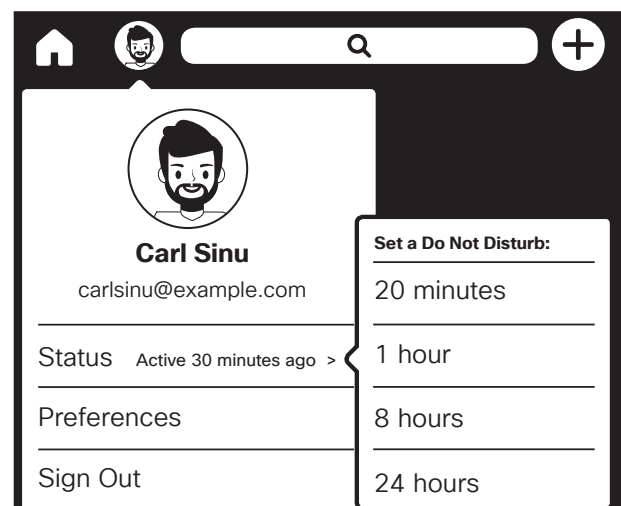 Carl Sinu
carlsinu@example.com
Status Active 30 minutes ago >
Preferences
Sign Out
Set a Do Not Disturb:
20 minutes
1 hour
8 hours
24 hours